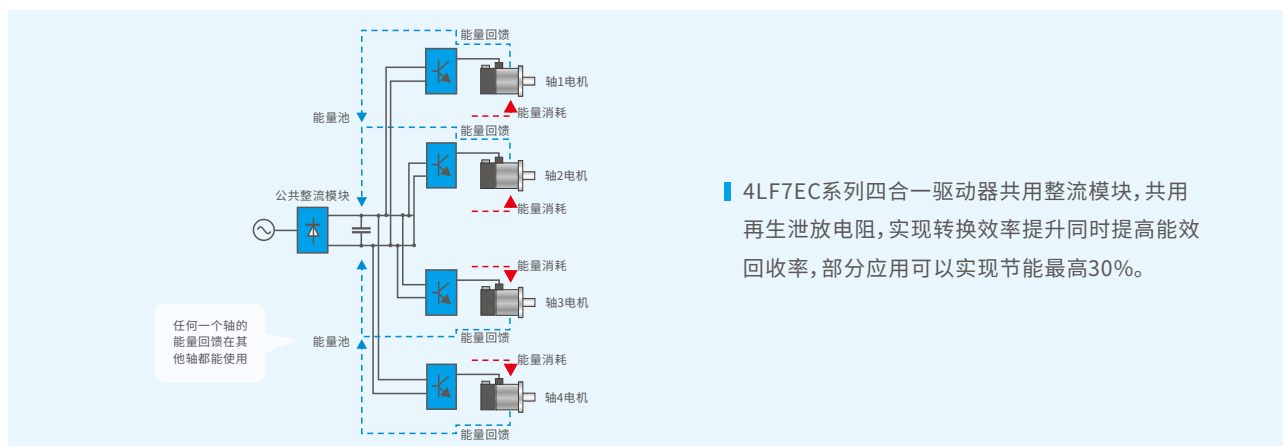 能量回馈
轴1电机
能量消耗
能量池
能量回馈
轴2电机
公共整流模块
能量消耗
4LF7EC系列四合一驱动器共用整流模块，共用
再生泄放电阻，实现转换效率提升同时提高能效
回收率，部分应用可以实现节能最高30%。
能量消耗
轴3电机
任何一个轴的
能量回馈在其
他轴都能使用
能量池
能量回馈
能量消耗
轴4电机
能量回馈